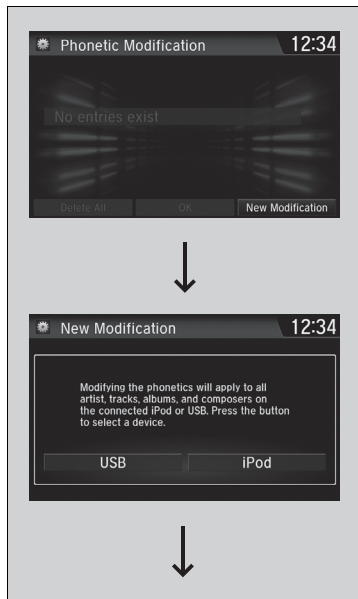 Phonetic Modification 12:34
No entries exist
Delete All OK New Modification
New Modification 12:34
Modifying the phonetics will apply to all
artist, tracks, albums, and composers on
the connected iPod or USB. Press the button
to select a device.
USB iPod